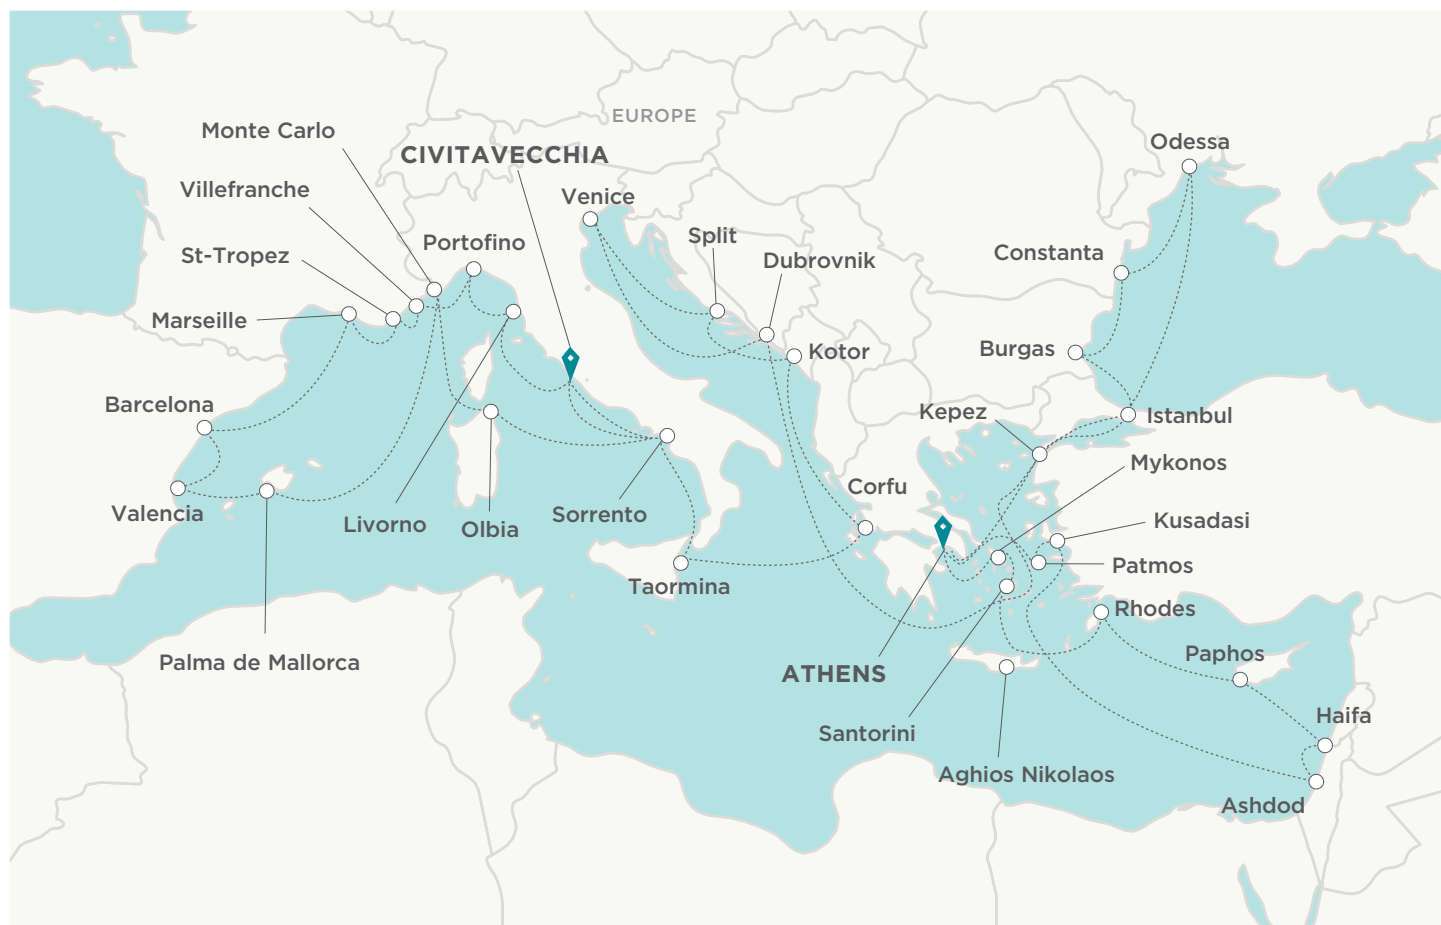 EUROPE
Monte Carlo
Odessa
CIVITAVECCHIA
Villefranche
Venice
Split
Portofino
St-Tropez
Constanta
Dubrovnik
Marseille
Burgas
Kotor
Barcelona
Kepez
Istanbul
Mykonos
Corfu
Valencia
Sorrento
Livorno
Olbia
Kusadasi
Patmos
Taormina
Rhodes
Palma de Mallorca
Paphos
ATHENS
Haifa
Santorini
Aghios Nikolaos
Ashdod